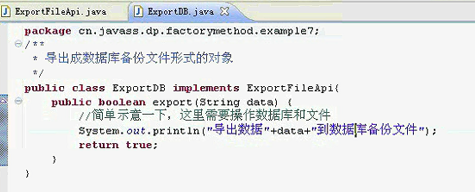 ExportFileApi.java ExportDB.java
package cn.javass.dp.factorymethod.example7;
/**
 * 导出成数据库备份文件形式的对象
 */
public class ExportDB implements ExportFileApi{
public boolean export(String data) {
//简单示意一下，这里需要操作数据库和文件
System.out.println("导出数据"+data+"到数据库备份文件");
return true;
}
}